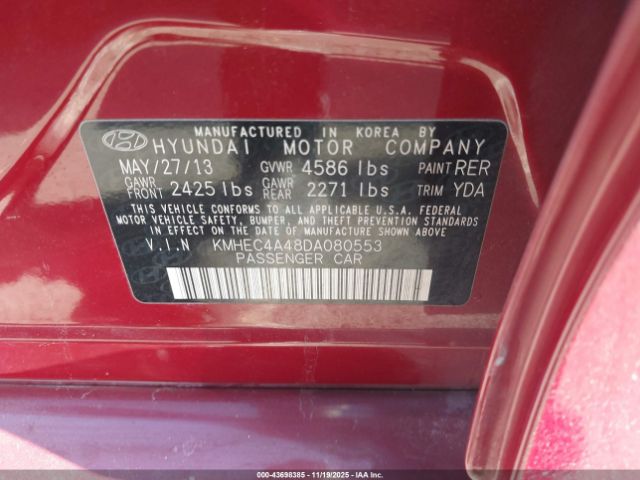 MANUFACTURED IN KOREA BY
HYUNDAI MOTOR COMPANY
MAY/27/13 GVWR 4586 lbs PAINT RER
GAWR FRONT 2425 lbs GAWR REAR 2271 lbs TRIM YDA
THIS VEHICLE CONFORMS TO ALL APPLICABLE U.S.A. FEDERAL
MOTOR VEHICLE SAFETY, BUMPER, AND THEFT PREVENTION STANDARDS
IN EFFECT ON THE DATE OF MANUFACTURE SHOWN ABOVE.
V.I.N KMHEC4A48DA080553
PASSENGER CAR
000-43698385 - 11/19/2025 - IAA, Inc.